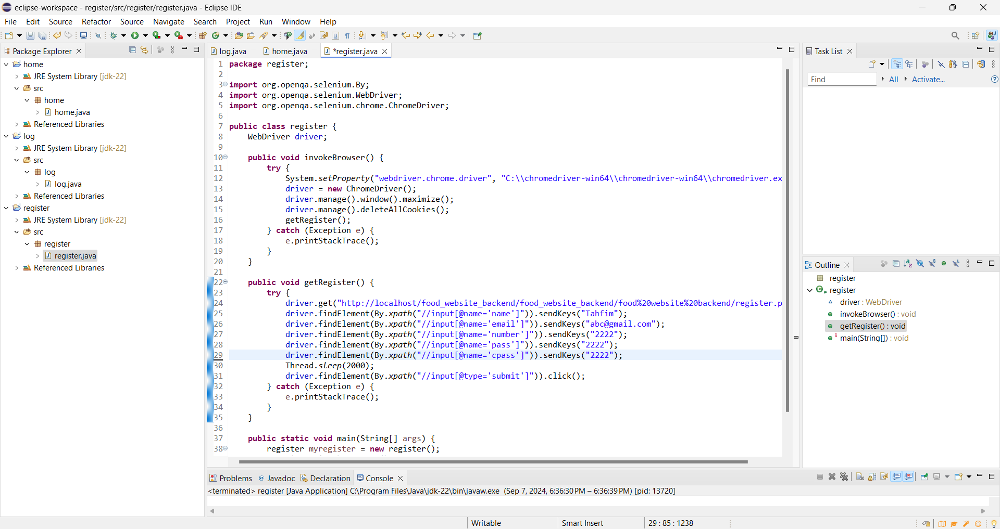 eclipse-workspace - register/src/register/register.java - Eclipse IDE
File Edit Source Refactor Source Navigate Search Project Run Window Help
Package Explorer
home
JRE System Library [jdk-22]
src
home
home.java
Referenced Libraries
log
JRE System Library [jdk-22]
src
log
log.java
Referenced Libraries
register
JRE System Library [jdk-22]
src
register
register.java
Referenced Libraries
log.java home.java *register.java
1 package register;
2
3 import org.openqa.selenium.By;
4 import org.openqa.selenium.WebDriver;
5 import org.openqa.selenium.chrome.ChromeDriver;
6
7 public class register {
8 WebDriver driver;
9
10 public void invokeBrowser() {
11 try {
12 System.setProperty("webdriver.chrome.driver", "C:\\chromedriver-win64\\chromedriver-win64\\chromedriver.ex
13 driver = new ChromeDriver();
14 driver.manage().window().maximize();
15 driver.manage().deleteAllCookies();
16 getRegister();
17 } catch (Exception e) {
18 e.printStackTrace();
19 }
20 }
21
22 public void getRegister() {
23 try {
24 driver.get("http://localhost/food_website_backend/food_website_backend/food%20website%20backend/register.p
25 driver.findElement(By.xpath("//input[@name='name']")).sendKeys("Tahfim");
26 driver.findElement(By.xpath("//input[@name='email']")).sendKeys("abc@gmail.com");
27 driver.findElement(By.xpath("//input[@name='number']")).sendKeys("2222");
28 driver.findElement(By.xpath("//input[@name='pass']")).sendKeys("2222");
29 driver.findElement(By.xpath("//input[@name='cpass']")).sendKeys("2222");
30 Thread.sleep(2000);
31 driver.findElement(By.xpath("//input[@type='submit']")).click();
32 } catch (Exception e) {
33 e.printStackTrace();
34 }
35 }
36
37 public static void main(String[] args) {
38 register myregister = new register();
Task List
Find All Activate...
Outline
register
register
driver : WebDriver
invokeBrowser() : void
getRegister() : void
main(String[]) : void
Problems Javadoc Declaration Console
<terminated> register [Java Application] C:\Program Files\Java\jdk-22\bin\javaw.exe (Sep 7, 2024, 6:36:30 PM – 6:36:39 PM) [pid: 13720]
Writable Smart Insert 29 : 85 : 1238